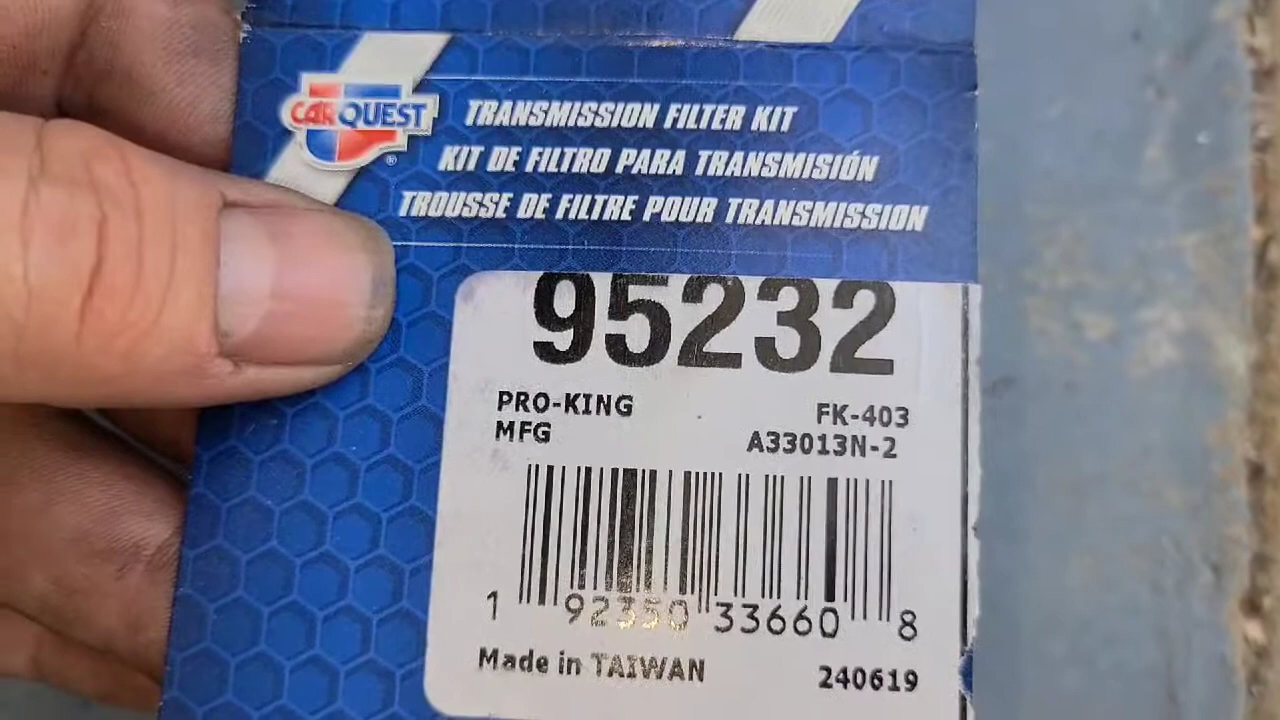 CARQUEST
®
TRANSMISSION FILTER KIT
KIT DE FILTRO PARA TRANSMISIÓN
TROUSSE DE FILTRE POUR TRANSMISSION
95232
PRO-KING FK-403
MFG A33013N-2
1 92350 33660 8
Made in TAIWAN 240619